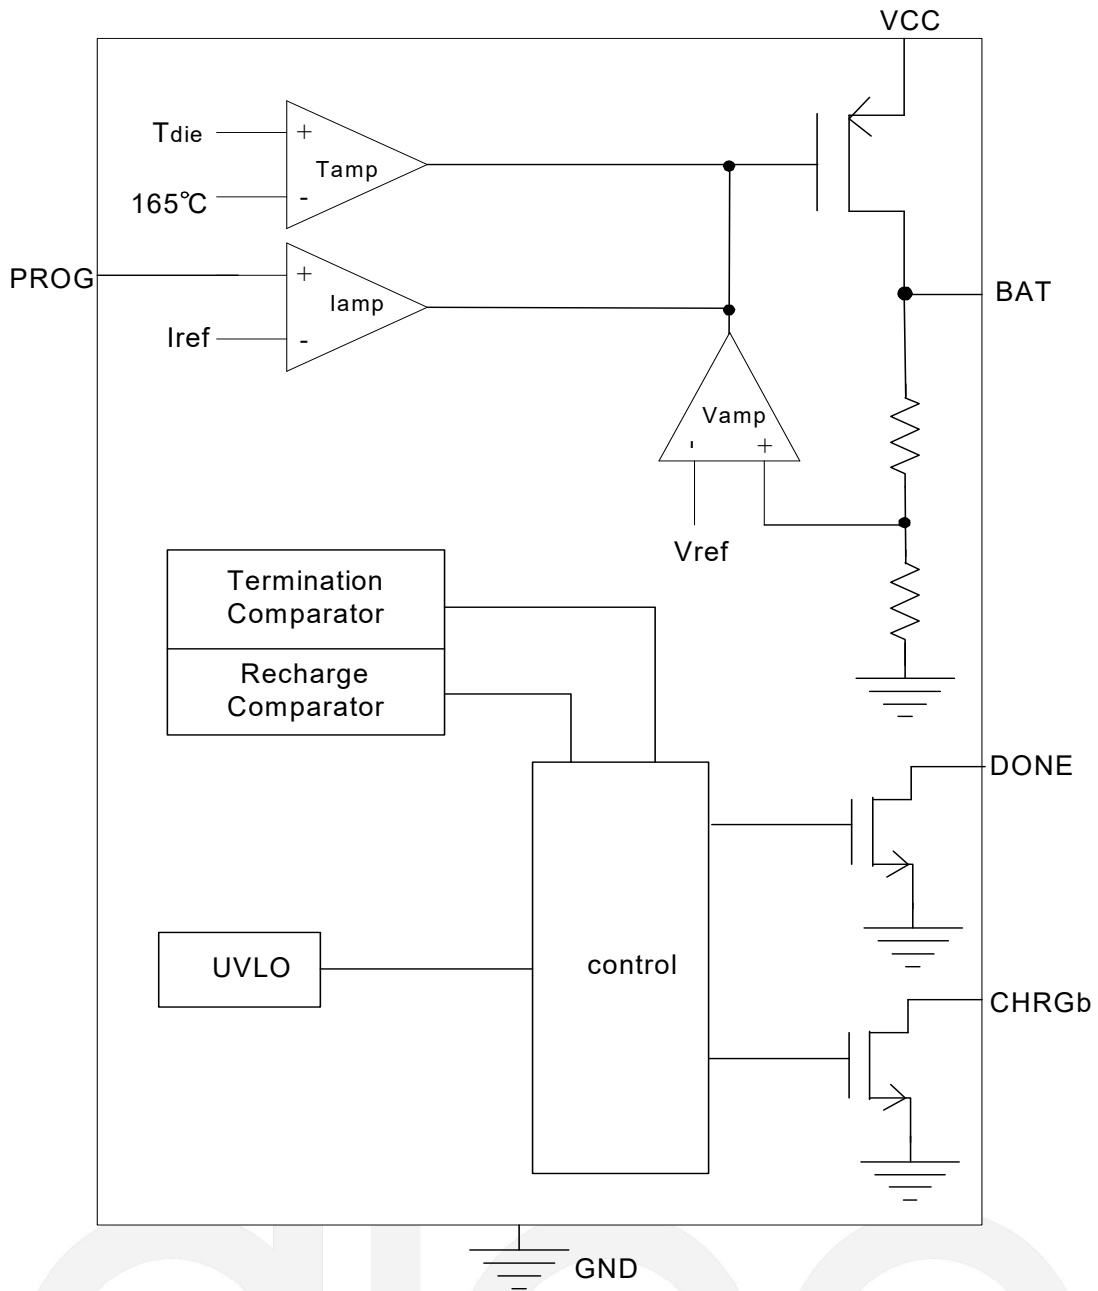 VCC
Tdie
+
Tamp
165℃
-
PROG
+
Iamp
Iref
-
BAT
Vamp
-
+
Vref
Termination
Comparator
Recharge
Comparator
DONE
UVLO
control
CHRGb
GND